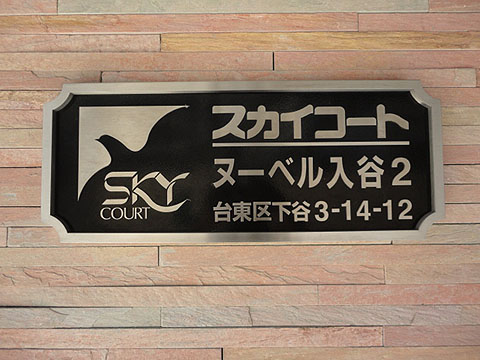 SKY
COURT
スカイコート
ヌーベル入谷2
台東区下谷3-14-12